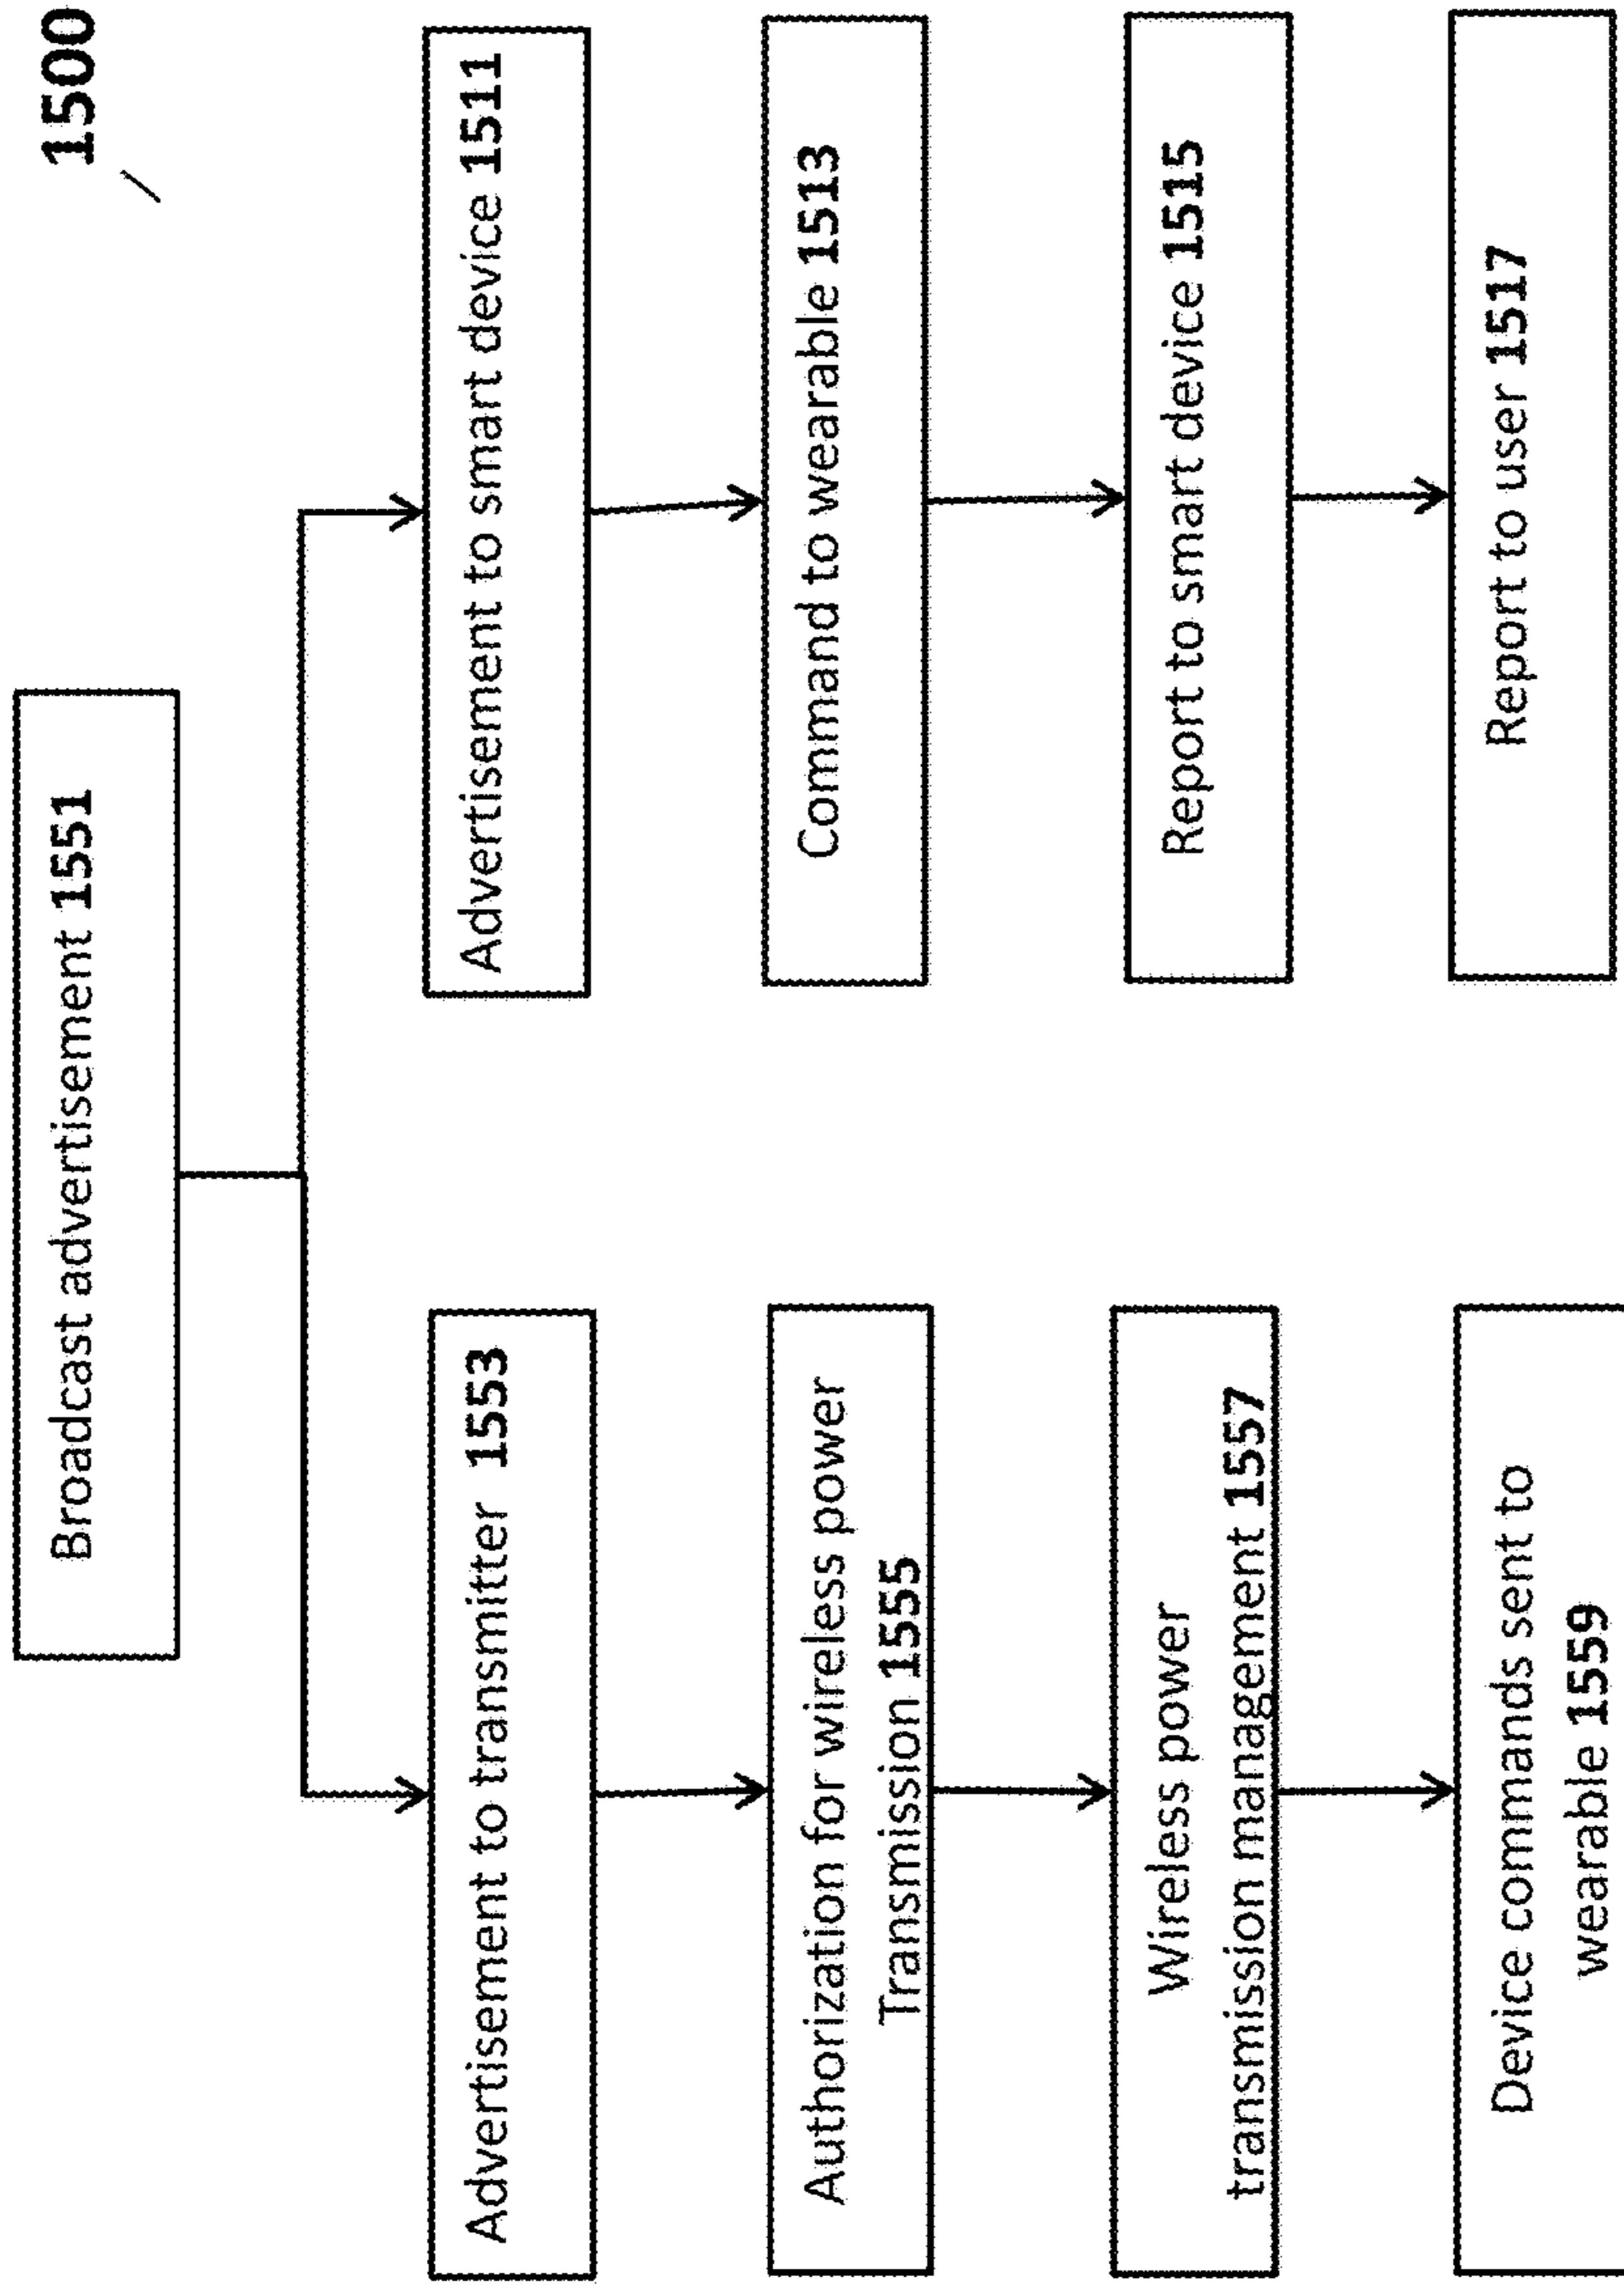 1500
Broadcast advertisement 1551
Advertisement to transmitter 1553
Authorization for wireless power
Transmission 1555
Wireless power
transmission management 1557
Device commands sent to
wearable 1559
Advertisement to smart device 1511
Command to wearable 1513
Report to smart device 1515
Report to user 1517